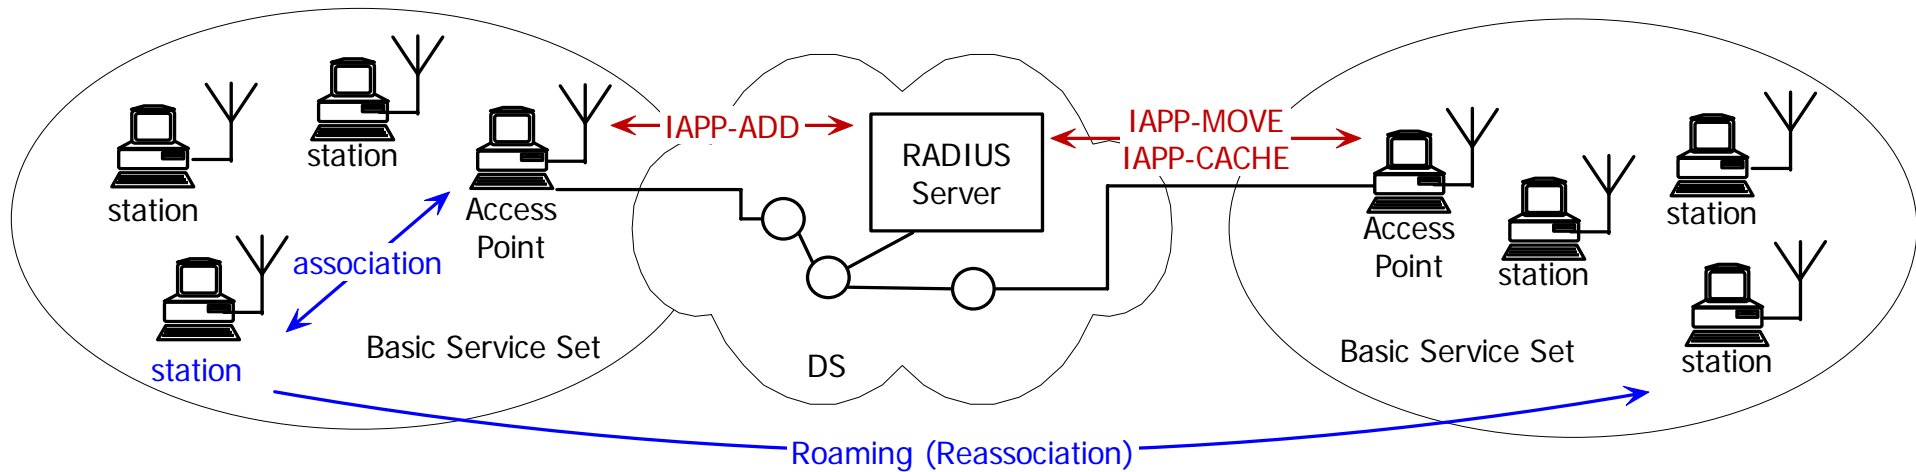 station
station
Access
Point
association
station
Basic Service Set
IAPP-ADD
RADIUS
Server
DS
IAPP-MOVE
IAPP-CACHE
Access
Point
station
station
station
Basic Service Set
Roaming (Reassociation)